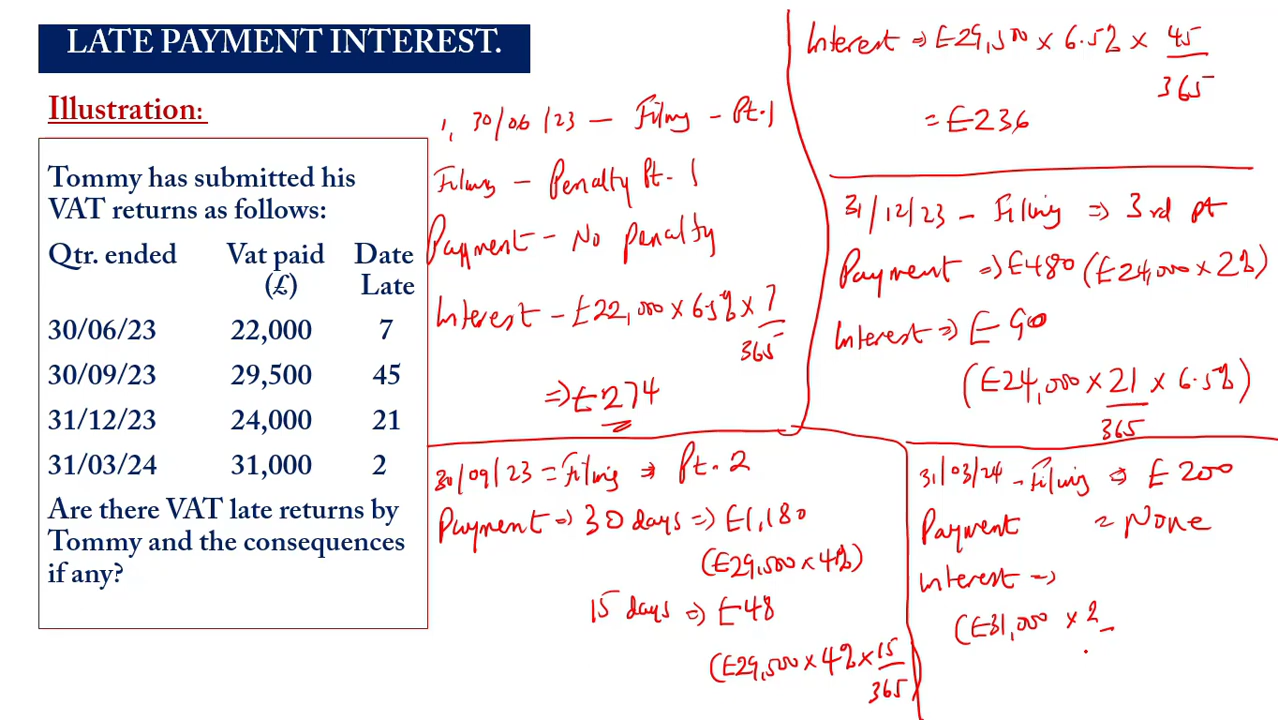 LATE PAYMENT INTEREST.
Illustration:
Tommy has submitted his
VAT returns as follows:
Qtr. ended Vat paid Date
(£) Late
30/06/23 22,000 7
30/09/23 29,500 45
31/12/23 24,000 21
31/03/24 31,000 2
Are there VAT late returns by
Tommy and the consequences
if any?
1, 30/06/23 — Filing - Pt.1
Filing - Penalty Pt. 1
Payment - No penalty
Interest - £22,000 × 6.5% × 7
365
⇒ £274
30/09/23 = Filing ⇒ Pt. 2
Payment ⇒ 30 days ⇒ £1,180
(£29,500 × 4%)
15 days ⇒ £48
(£29,500 × 4% × 15
365)
Interest ⇒ £29,500 × 6.5% × 45
365
= £236
31/12/23 - Filing ⇒ 3rd pt
Payment ⇒ £480 (£24,000 × 2%)
Interest ⇒ £90
(£24,000 × 21 × 6.5%)
365
31/03/24 - Filing ⇒ £200
Payment = None
Interest ⇒
(£31,000 × 2